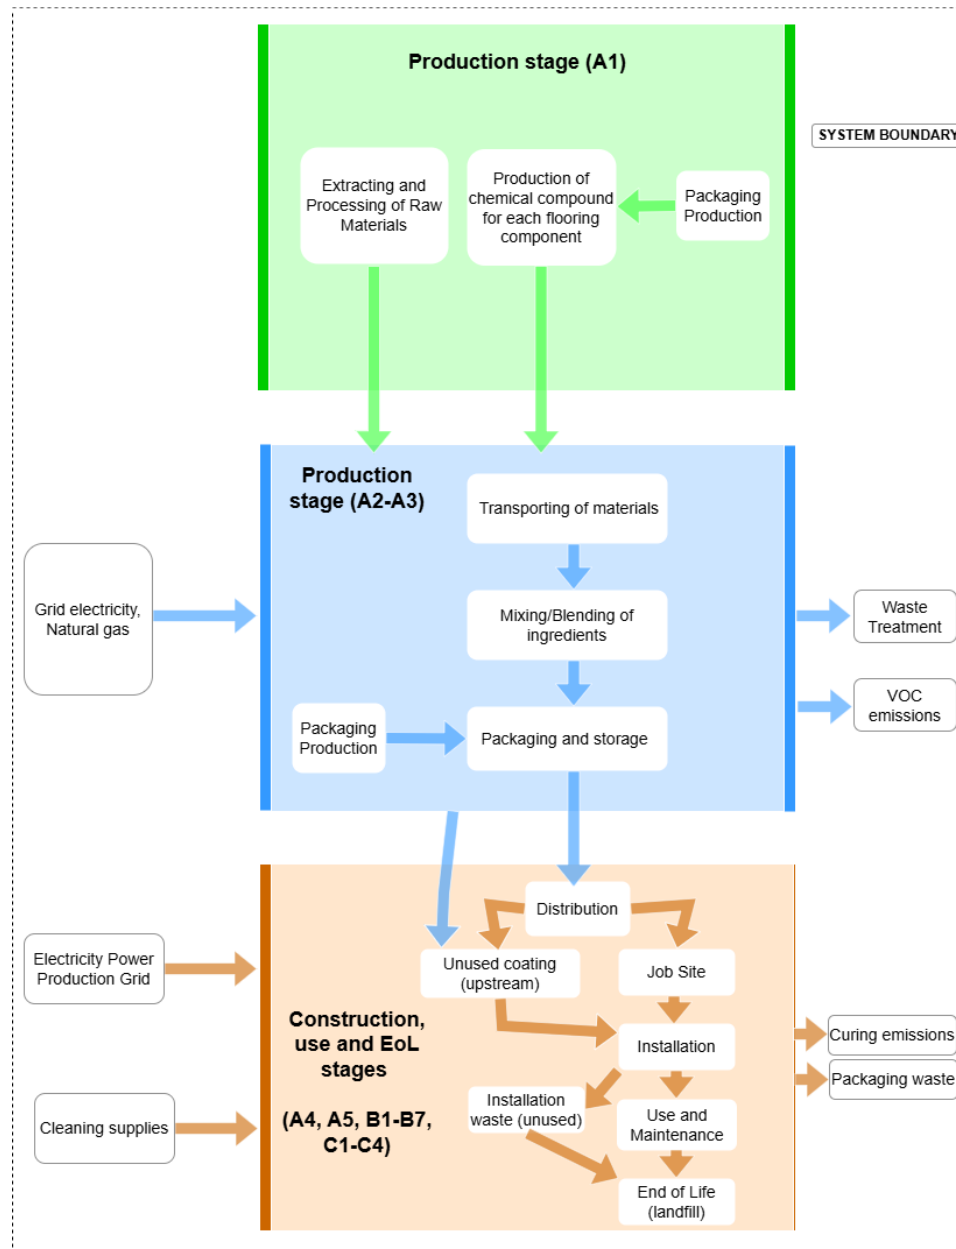 Production stage (A1)
SYSTEM BOUNDARY
Extracting and
Processing of Raw
Materials
Production of
chemical compound
for each flooring
component
Packaging
Production
Production
stage (A2-A3)
Transporting of materials
Grid electricity,
Natural gas
Mixing/Blending of
ingredients
Waste
Treatment
VOC
emissions
Packaging
Production
Packaging and storage
Distribution
Electricity Power
Production Grid
Unused coating
(upstream)
Job Site
Construction,
use and EoL
stages
(A4, A5, B1-B7,
C1-C4)
Installation
Curing emissions
Packaging waste
Cleaning supplies
Installation
waste (unused)
Use and
Maintenance
End of Life
(landfill)